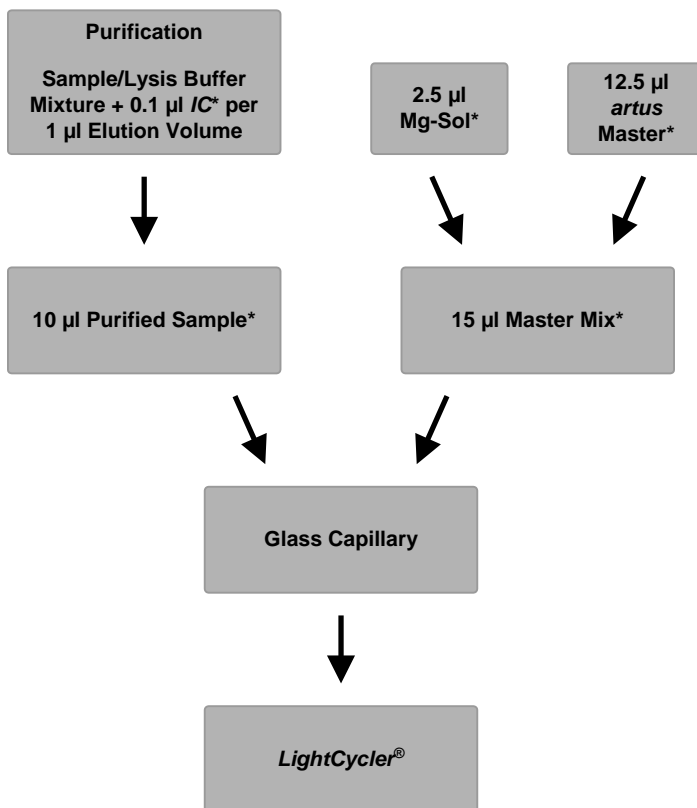 Purification
Sample/Lysis Buffer
Mixture + 0.1 µl IC* per
1 µl Elution Volume
2.5 µl
Mg-Sol*
12.5 µl
artus
Master*
10 µl Purified Sample*
15 µl Master Mix*
Glass Capillary
LightCycler®